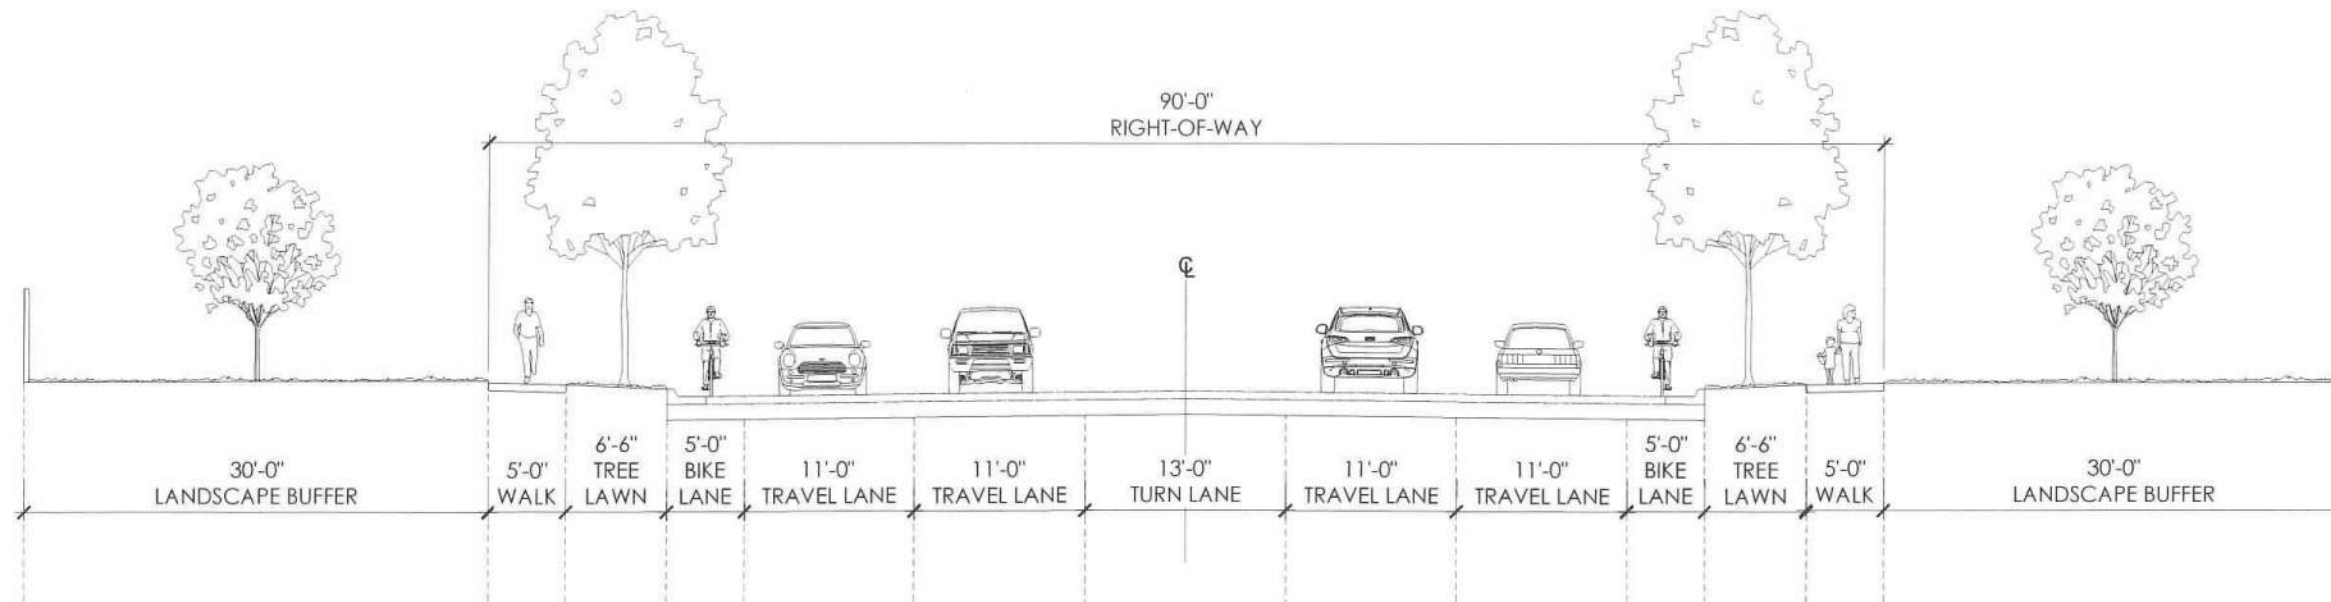 90'-0"
RIGHT-OF-WAY
℄
30'-0"
LANDSCAPE BUFFER
5'-0"
WALK
6'-6"
TREE
LAWN
5'-0"
BIKE
LANE
11'-0"
TRAVEL LANE
11'-0"
TRAVEL LANE
13'-0"
TURN LANE
11'-0"
TRAVEL LANE
11'-0"
TRAVEL LANE
5'-0"
BIKE
LANE
6'-6"
TREE
LAWN
5'-0"
WALK
30'-0"
LANDSCAPE BUFFER